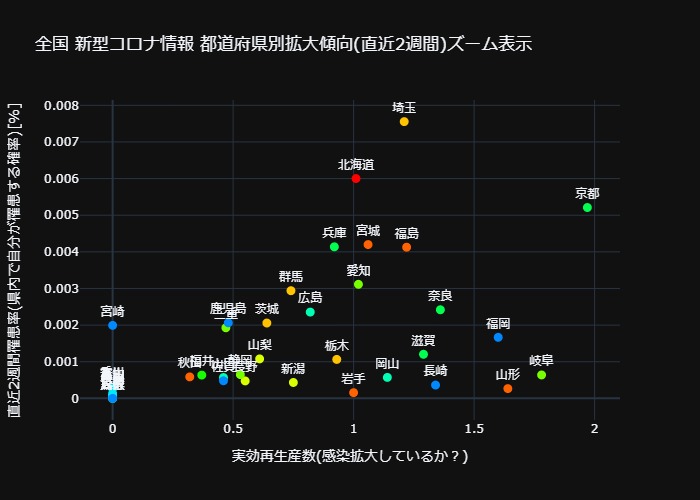 全国 新型コロナ情報 都道府県別拡大傾向(直近2週間)ズーム表示
直近2週間罹患率(県内で自分が罹患する確率)[%]
0.008
0.007
0.006
0.005
0.004
0.003
0.002
0.001
0
埼玉
北海道
京都
兵庫
宮城
福島
愛知
群馬
広島
奈良
宮崎
鹿児島
三重
茨城
福岡
山梨
滋賀
栃木
秋田
福井
静岡
佐賀
長野
新潟
岩手
岡山
長崎
山形
岐阜
0
0.5
1
1.5
2
実効再生産数(感染拡大しているか？)